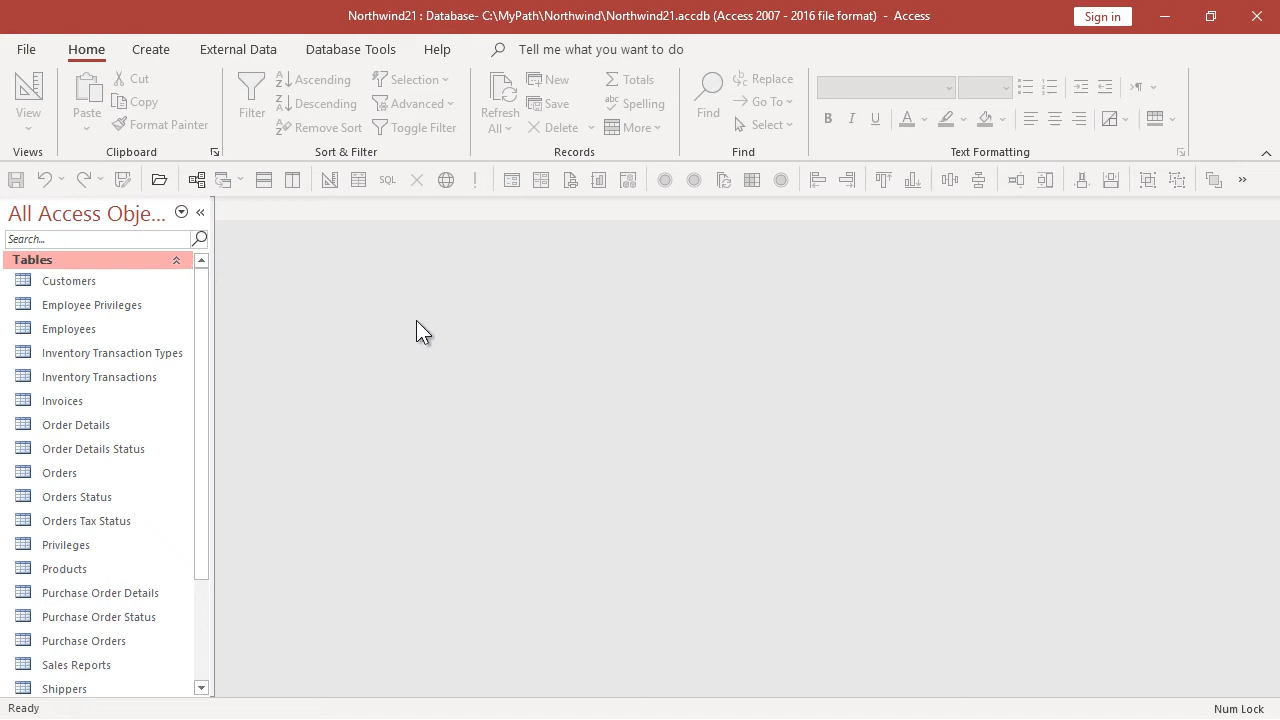 Northwind21 : Database- C:\MyPath\Northwind\Northwind21.accdb (Access 2007 - 2016 file format)  -  Access
Sign in
File Home Create External Data Database Tools Help Tell me what you want to do
View
Views
Paste
Cut
Copy
Format Painter
Clipboard
Filter
Ascending
Descending
Remove Sort
Selection
Advanced
Toggle Filter
Sort & Filter
Refresh
All
New
Save
Delete
Totals
Spelling
More
Records
Find
Replace
Go To
Select
Find
B I U A
Text Formatting
SQL
All Access Obje...
Search...
Tables
Customers
Employee Privileges
Employees
Inventory Transaction Types
Inventory Transactions
Invoices
Order Details
Order Details Status
Orders
Orders Status
Orders Tax Status
Privileges
Products
Purchase Order Details
Purchase Order Status
Purchase Orders
Sales Reports
Shippers
Ready
Num Lock